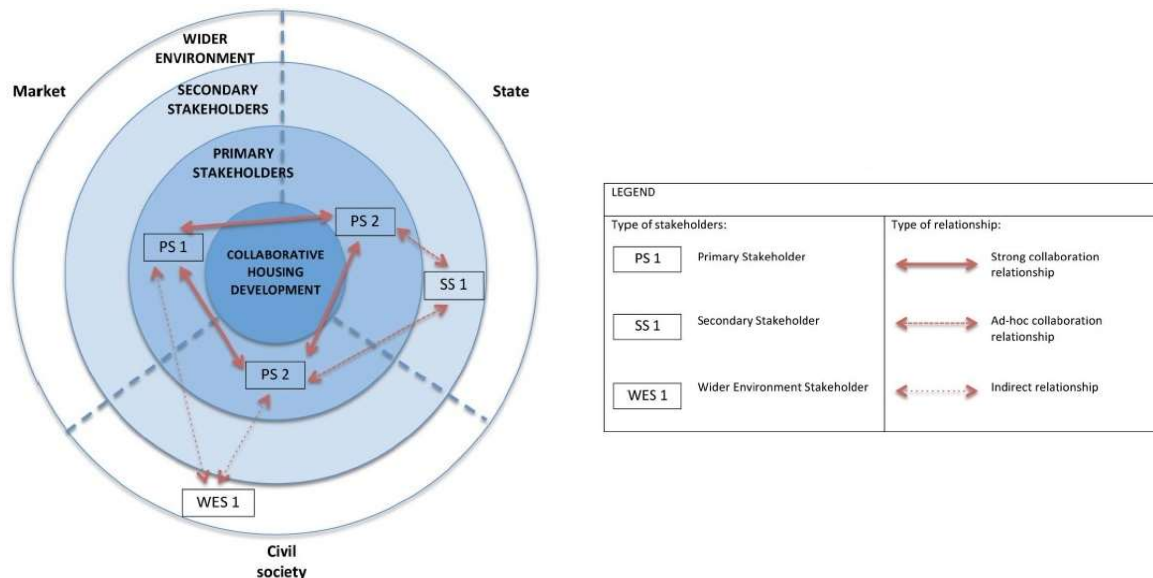 WIDER
ENVIRONMENT
Market
State
SECONDARY
STAKEHOLDERS
PRIMARY
STAKEHOLDERS
PS 2
PS 1
COLLABORATIVE
HOUSING
DEVELOPMENT
SS 1
PS 2
WES 1
Civil
society
LEGEND
Type of stakeholders:
PS 1 Primary Stakeholder
SS 1 Secondary Stakeholder
WES 1 Wider Environment Stakeholder
Type of relationship:
Strong collaboration
relationship
Ad-hoc collaboration
relationship
Indirect relationship